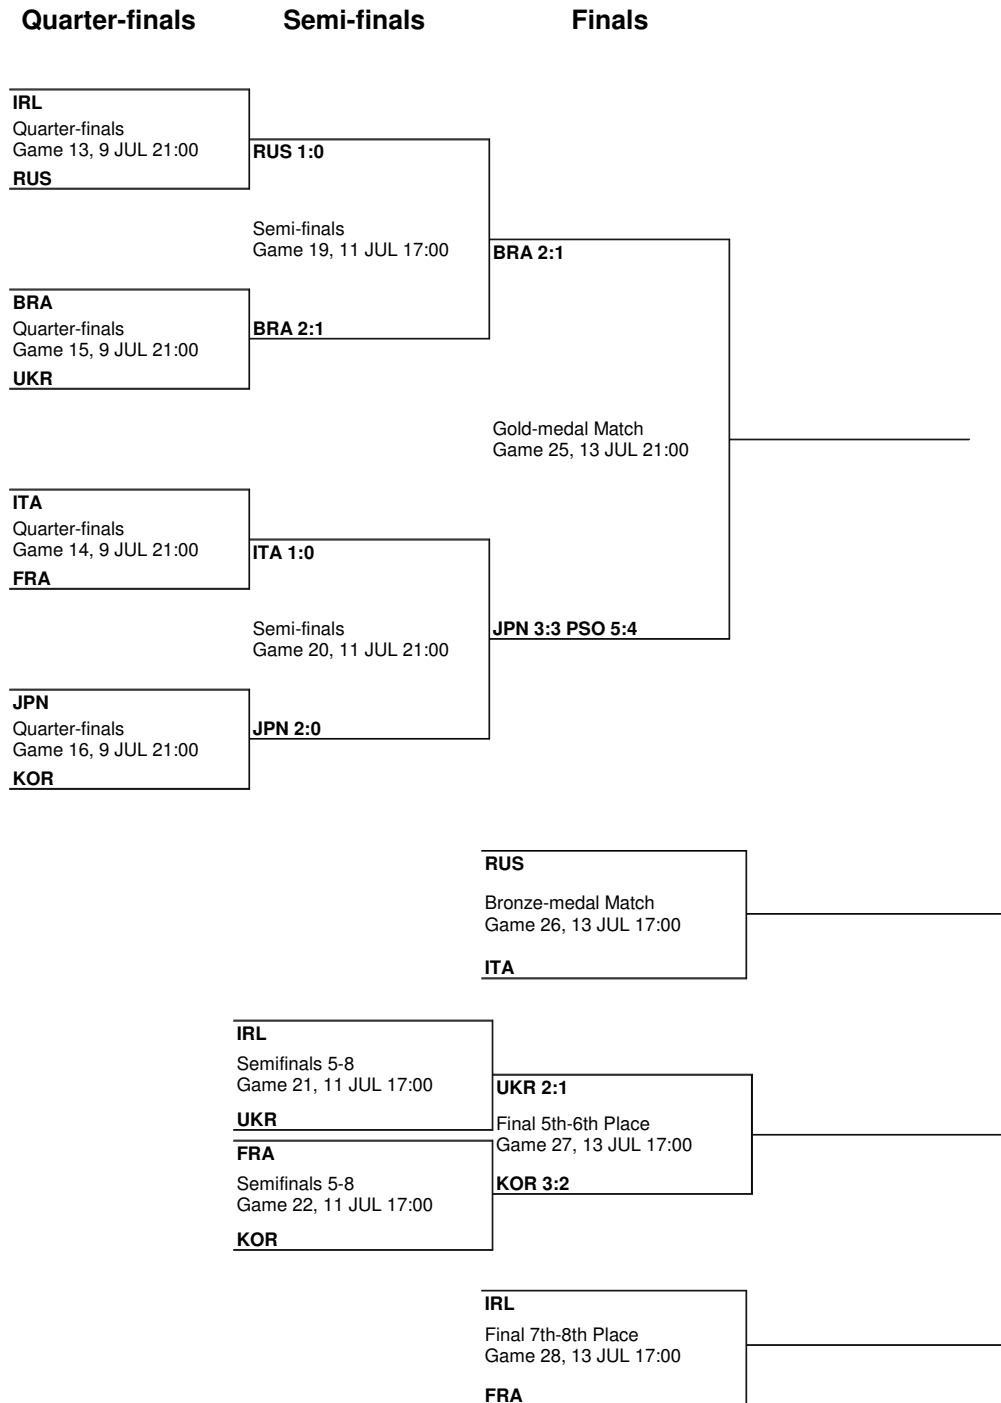 Quarter-finals Semi-finals Finals
IRL
Quarter-finals
Game 13, 9 JUL 21:00
RUS
RUS 1:0
Semi-finals
Game 19, 11 JUL 17:00
BRA 2:1
BRA
Quarter-finals
Game 15, 9 JUL 21:00
UKR
BRA 2:1
Gold-medal Match
Game 25, 13 JUL 21:00
ITA
Quarter-finals
Game 14, 9 JUL 21:00
FRA
ITA 1:0
Semi-finals
Game 20, 11 JUL 21:00
JPN 3:3 PSO 5:4
JPN
Quarter-finals
Game 16, 9 JUL 21:00
KOR
JPN 2:0
RUS
Bronze-medal Match
Game 26, 13 JUL 17:00
ITA
IRL
Semifinals 5-8
Game 21, 11 JUL 17:00
UKR
UKR 2:1
Final 5th-6th Place
Game 27, 13 JUL 17:00
KOR 3:2
FRA
Semifinals 5-8
Game 22, 11 JUL 17:00
KOR
IRL
Final 7th-8th Place
Game 28, 13 JUL 17:00
FRA